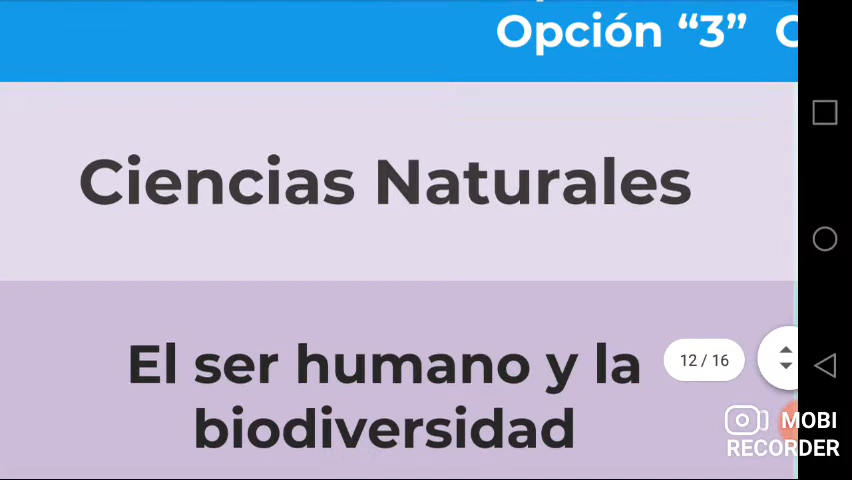 Opción “3”
Ciencias Naturales
El ser humano y la
biodiversidad
12 / 16
MOBI
RECORDER